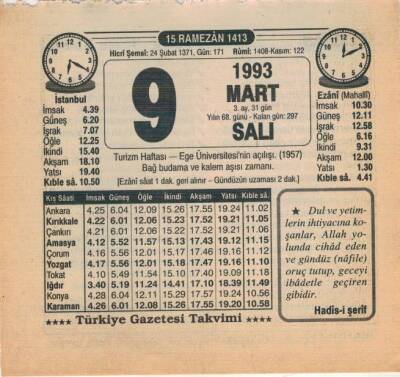 15 RAMEZÂN 1413
Hicrî Şemsî: 24 Şubat 1371, Gün: 171 Rûmî: 1408-Kasım: 122
9
1993
MART
3. ay, 31 gün
Yılın 68. günü - Kalan gün: 297
SALI
İstanbul
İmsak 4.39
Güneş 6.20
İşrak 7.07
Öğle 12.25
İkindi 15.40
Akşam 18.10
Yatsı 19.40
Kıble sâ. 10.50
Ezânî (Mahallî)
İmsak 10.30
Güneş 12.11
İşrak 12.58
Öğle 6.16
İkindi 9.31
Akşam 12.00
Yatsı 1.30
Kıble sâ. 4.41
Turizm Haftası — Ege Üniversitesi'nin açılışı. (1957)
Bağ budama ve kalem aşısı zamanı.
[Ezânî sâat 1 dak. geri alınır – Gündüzün uzaması 2 dak.]
Kış Sâati İmsak Güneş Öğle İkindi Akşam Yatsı Kıble sâ.
Ankara 4.25 6.04 12.09 15.26 17.55 19.24 11.02
Kırıkkale 4.22 6.01 12.06 15.23 17.52 19.21 11.05
Çankırı 4.21 6.01 12.06 15.22 17.52 19.21 11.06
Amasya 4.12 5.52 11.57 15.13 17.43 19.12 11.15
Çorum 4.16 5.56 12.01 15.17 17.46 19.16 11.11
Yozgat 4.17 5.56 12.01 15.18 17.47 19.16 11.10
Tokat 4.10 5.49 11.54 15.10 17.40 19.09 11.18
Iğdır 3.40 5.19 11.24 14.41 17.10 18.39 11.49
Konya 4.28 6.04 12.11 15.29 17.57 19.24 10.56
Karaman 4.26 6.01 12.08 15.26 17.55 19.20 10.58
★ Dul ve yetim-
lerin ihtiyacına ko-
şanlar, Allah yo-
lunda cihâd eden
ve gündüz (nâfile)
oruç tutup, geceyi
ibâdetle geçiren
gibidir.
Hadis-i şerif
★★★★ Türkiye Gazetesi Takvimi ★★★★